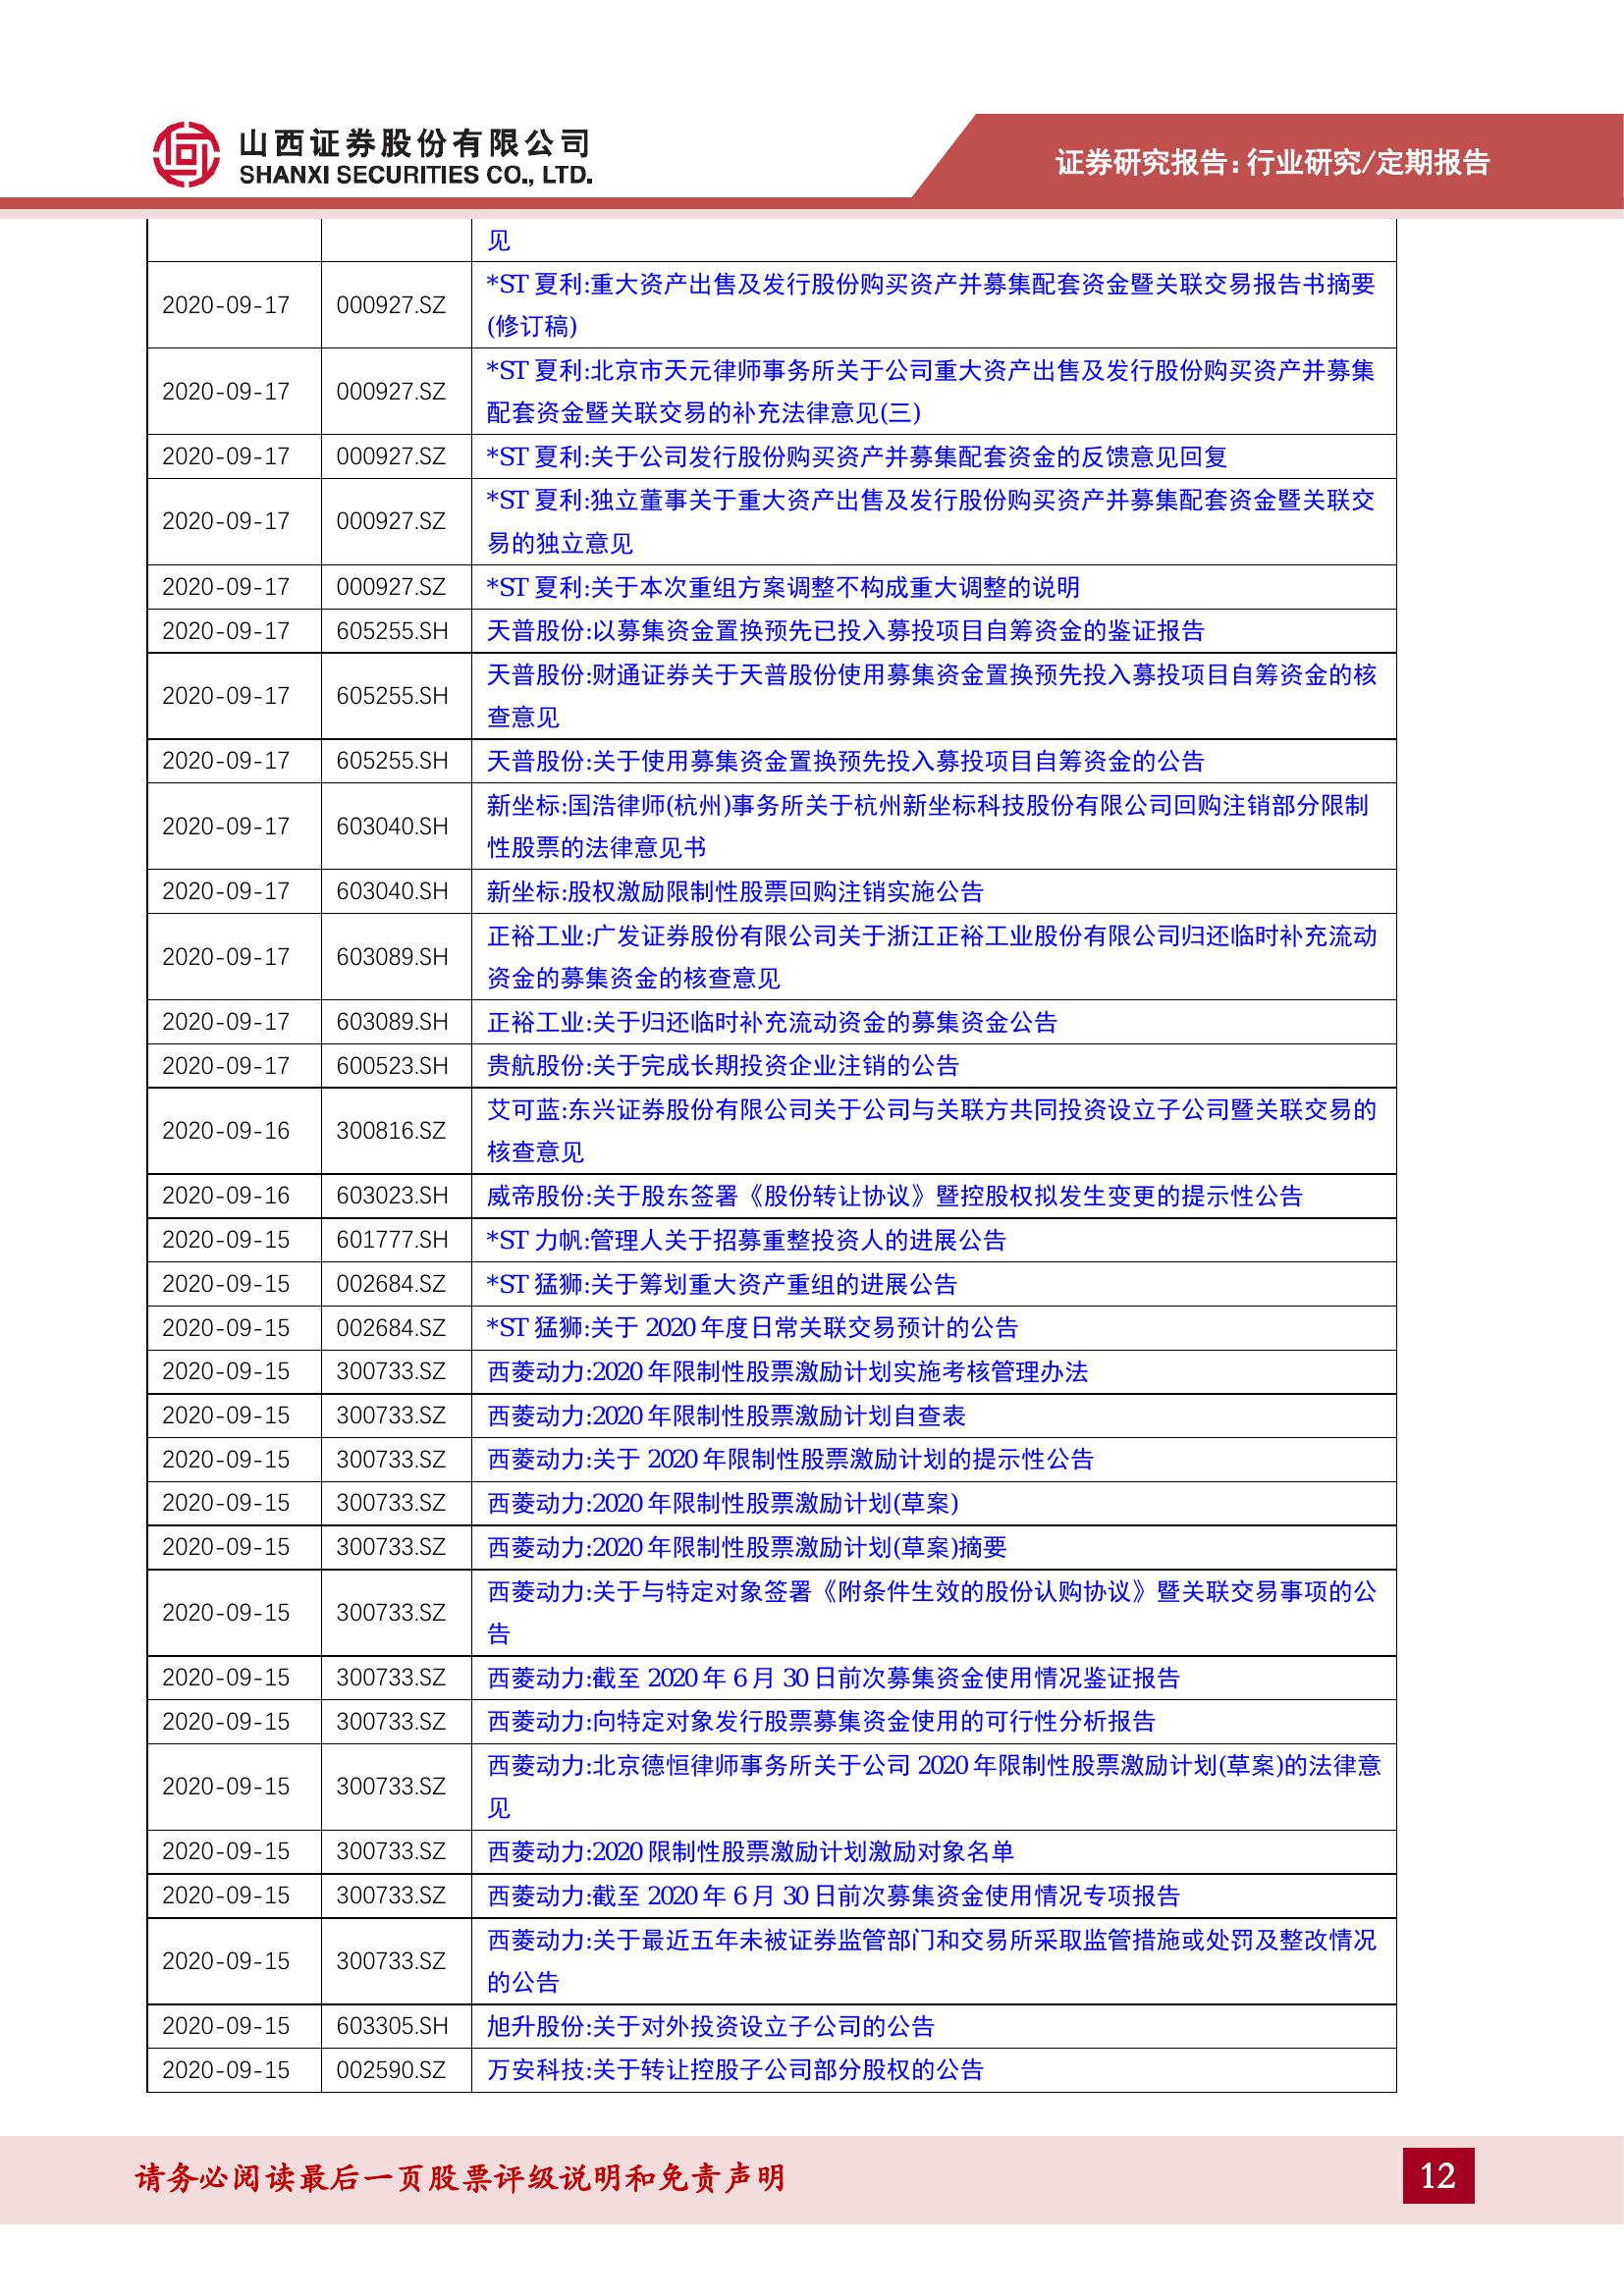 山西证券股份有限公司
SHANXI SECURITIES CO., LTD.
证券研究报告:行业研究/定期报告
见
2020-09-17 000927.SZ *ST 夏利:重大资产出售及发行股份购买资产并募集配套资金暨关联交易报告书摘要
(修订稿)
2020-09-17 000927.SZ *ST 夏利:北京市天元律师事务所关于公司重大资产出售及发行股份购买资产并募集
配套资金暨关联交易的补充法律意见(三)
2020-09-17 000927.SZ *ST 夏利:关于公司发行股份购买资产并募集配套资金的反馈意见回复
2020-09-17 000927.SZ *ST 夏利:独立董事关于重大资产出售及发行股份购买资产并募集配套资金暨关联交
易的独立意见
2020-09-17 000927.SZ *ST 夏利:关于本次重组方案调整不构成重大调整的说明
2020-09-17 605255.SH 天普股份:以募集资金置换预先已投入募投项目自筹资金的鉴证报告
2020-09-17 605255.SH 天普股份:财通证券关于天普股份使用募集资金置换预先投入募投项目自筹资金的核
查意见
2020-09-17 605255.SH 天普股份:关于使用募集资金置换预先投入募投项目自筹资金的公告
2020-09-17 603040.SH 新坐标:国浩律师(杭州)事务所关于杭州新坐标科技股份有限公司回购注销部分限制
性股票的法律意见书
2020-09-17 603040.SH 新坐标:股权激励限制性股票回购注销实施公告
2020-09-17 603089.SH 正裕工业:广发证券股份有限公司关于浙江正裕工业股份有限公司归还临时补充流动
资金的募集资金的核查意见
2020-09-17 603089.SH 正裕工业:关于归还临时补充流动资金的募集资金公告
2020-09-17 600523.SH 贵航股份:关于完成长期投资企业注销的公告
2020-09-16 300816.SZ 艾可蓝:东兴证券股份有限公司关于公司与关联方共同投资设立子公司暨关联交易的
核查意见
2020-09-16 603023.SH 威帝股份:关于股东签署《股份转让协议》暨控股权拟发生变更的提示性公告
2020-09-15 601777.SH *ST 力帆:管理人关于招募重整投资人的进展公告
2020-09-15 002684.SZ *ST 猛狮:关于筹划重大资产重组的进展公告
2020-09-15 002684.SZ *ST 猛狮:关于 2020 年度日常关联交易预计的公告
2020-09-15 300733.SZ 西菱动力:2020 年限制性股票激励计划实施考核管理办法
2020-09-15 300733.SZ 西菱动力:2020 年限制性股票激励计划自查表
2020-09-15 300733.SZ 西菱动力:关于 2020 年限制性股票激励计划的提示性公告
2020-09-15 300733.SZ 西菱动力:2020 年限制性股票激励计划(草案)
2020-09-15 300733.SZ 西菱动力:2020 年限制性股票激励计划(草案)摘要
2020-09-15 300733.SZ 西菱动力:关于与特定对象签署《附条件生效的股份认购协议》暨关联交易事项的公
告
2020-09-15 300733.SZ 西菱动力:截至 2020 年 6 月 30 日前次募集资金使用情况鉴证报告
2020-09-15 300733.SZ 西菱动力:向特定对象发行股票募集资金使用的可行性分析报告
2020-09-15 300733.SZ 西菱动力:北京德恒律师事务所关于公司 2020 年限制性股票激励计划(草案)的法律意
见
2020-09-15 300733.SZ 西菱动力:2020 限制性股票激励计划激励对象名单
2020-09-15 300733.SZ 西菱动力:截至 2020 年 6 月 30 日前次募集资金使用情况专项报告
2020-09-15 300733.SZ 西菱动力:关于最近五年未被证券监管部门和交易所采取监管措施或处罚及整改情况
的公告
2020-09-15 603305.SH 旭升股份:关于对外投资设立子公司的公告
2020-09-15 002590.SZ 万安科技:关于转让控股子公司部分股权的公告
请务必阅读最后一页股票评级说明和免责声明
12